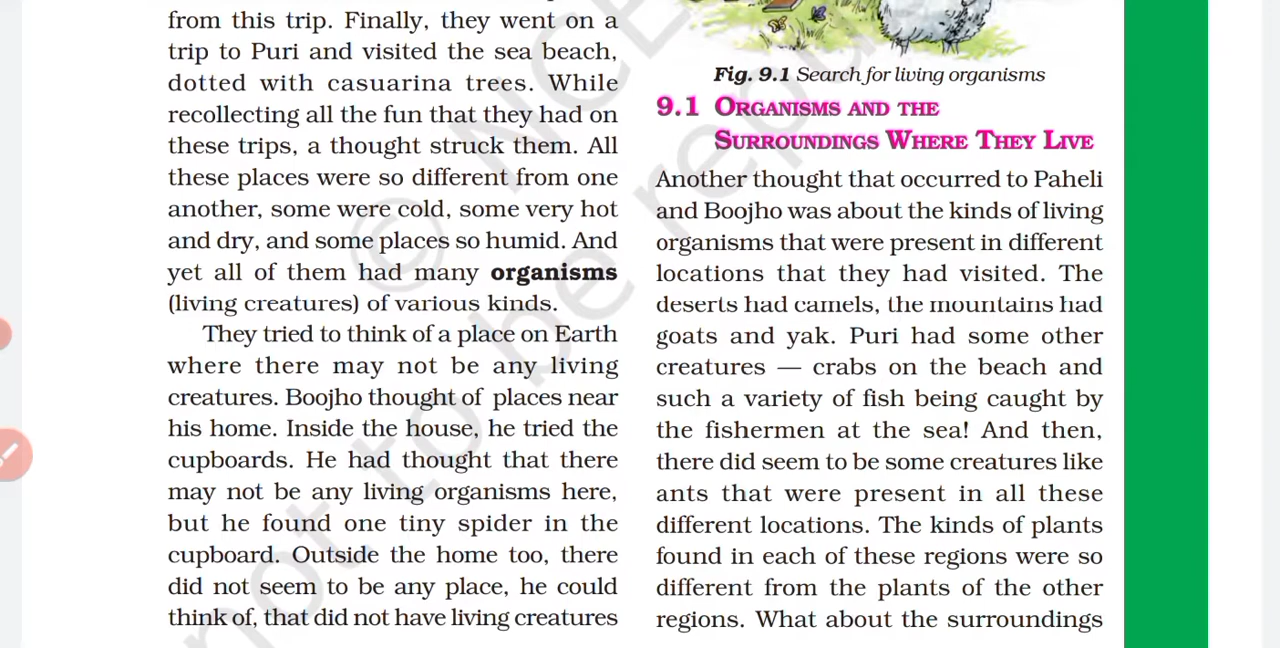 from this trip. Finally, they went on a
trip to Puri and visited the sea beach,
dotted with casuarina trees. While
recollecting all the fun that they had on
these trips, a thought struck them. All
these places were so different from one
another, some were cold, some very hot
and dry, and some places so humid. And
yet all of them had many organisms
(living creatures) of various kinds.
They tried to think of a place on Earth
where there may not be any living
creatures. Boojho thought of places near
his home. Inside the house, he tried the
cupboards. He had thought that there
may not be any living organisms here,
but he found one tiny spider in the
cupboard. Outside the home too, there
did not seem to be any place, he could
think of, that did not have living creatures
Fig. 9.1 Search for living organisms
9.1 ORGANISMS AND THE
SURROUNDINGS WHERE THEY LIVE
Another thought that occurred to Paheli
and Boojho was about the kinds of living
organisms that were present in different
locations that they had visited. The
deserts had camels, the mountains had
goats and yak. Puri had some other
creatures — crabs on the beach and
such a variety of fish being caught by
the fishermen at the sea! And then,
there did seem to be some creatures like
ants that were present in all these
different locations. The kinds of plants
found in each of these regions were so
different from the plants of the other
regions. What about the surroundings
© NCE
not to be repu